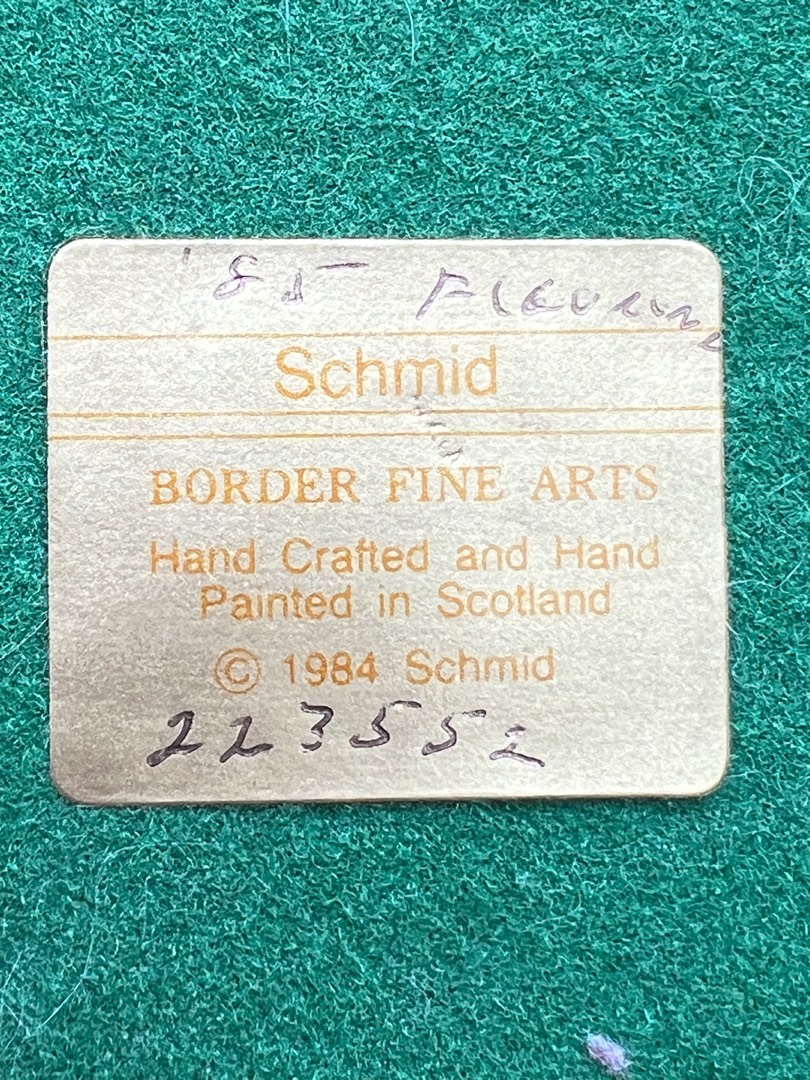 '85 Figurine
Schmid
BORDER FINE ARTS
Hand Crafted and Hand
Painted in Scotland
© 1984 Schmid
223552